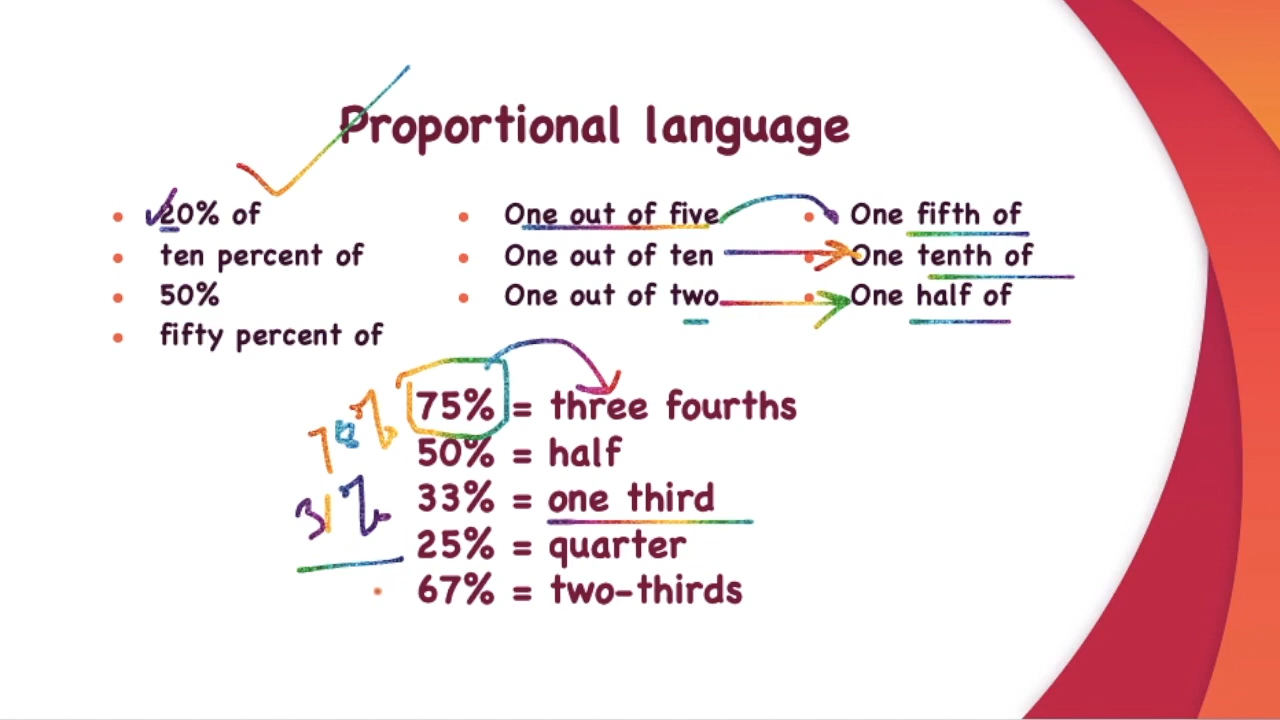 Proportional language
20% of
ten percent of
50%
fifty percent of
One out of five
One out of ten
One out of two
One fifth of
One tenth of
One half of
75% = three fourths
50% = half
33% = one third
31%
25% = quarter
67% = two-thirds